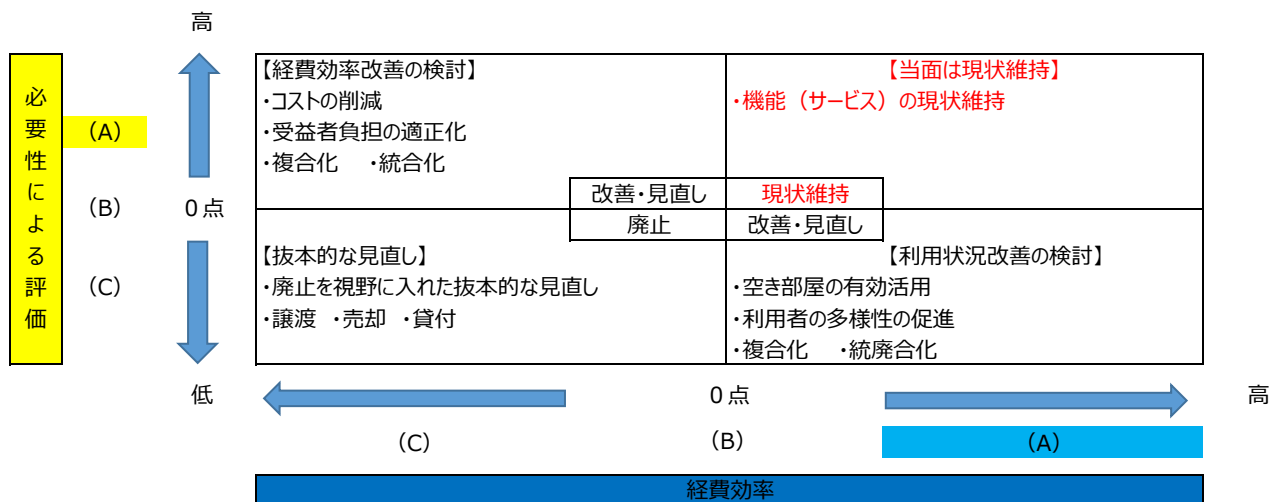 高
必要性による評価
(A)
(B)
(C)
0点
低
【経費効率改善の検討】
・コストの削減
・受益者負担の適正化
・複合化 ・統合化
【当面は現状維持】
・機能（サービス）の現状維持
改善・見直し
現状維持
廃止
改善・見直し
【抜本的な見直し】
・廃止を視野に入れた抜本的な見直し
・譲渡 ・売却 ・貸付
【利用状況改善の検討】
・空き部屋の有効活用
・利用者の多様性の促進
・複合化 ・統廃合化
0点
高
(C)
(B)
(A)
経費効率